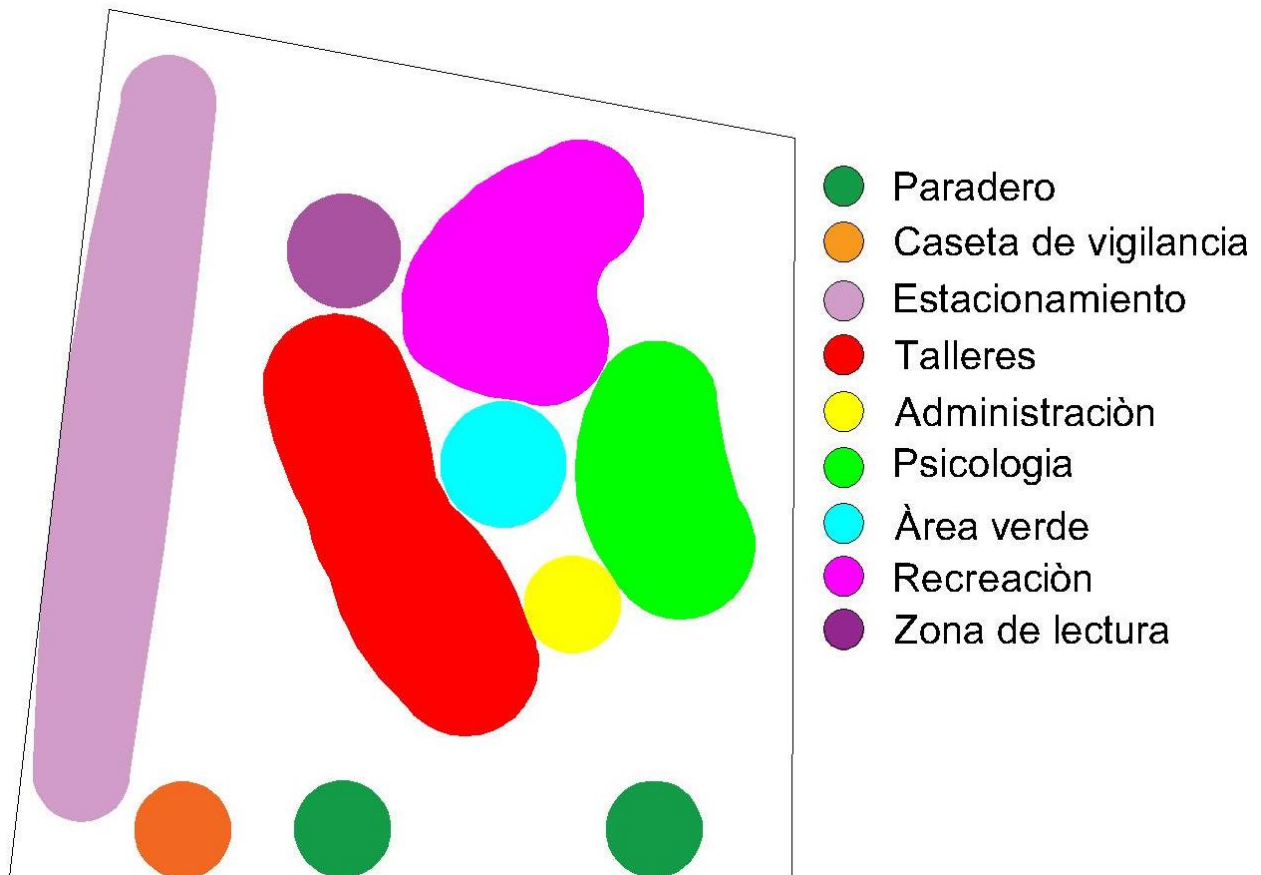 Paradero
Caseta de vigilancia
Estacionamiento
Talleres
Administraciòn
Psicologia
Àrea verde
Recreaciòn
Zona de lectura